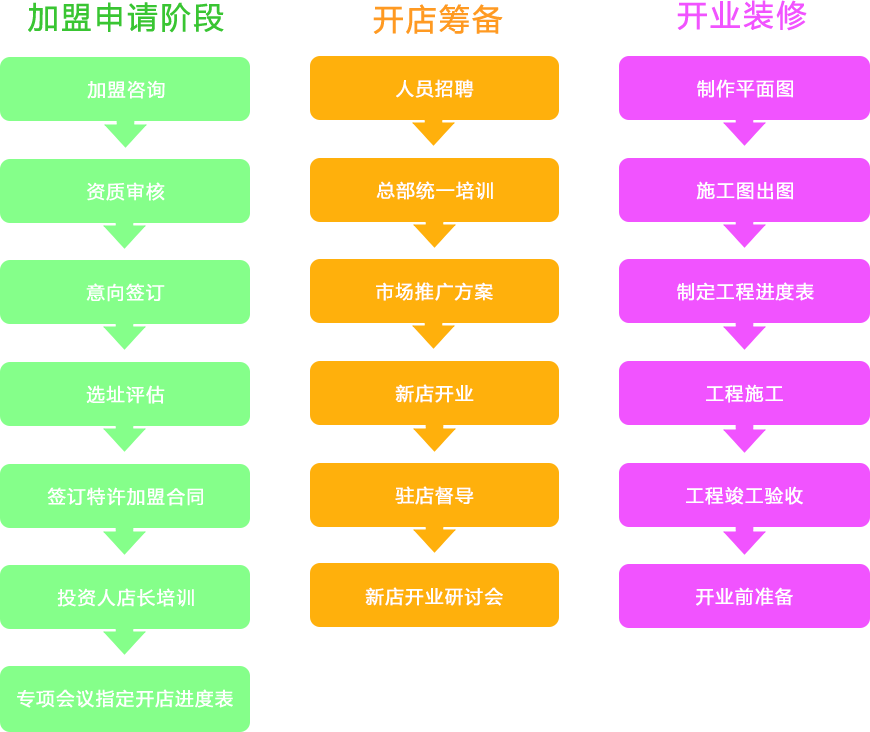 加盟申请阶段
加盟咨询
资质审核
意向签订
选址评估
签订特许加盟合同
投资人店长培训
专项会议指定开店进度表
开店筹备
人员招聘
总部统一培训
市场推广方案
新店开业
驻店督导
新店开业研讨会
开业装修
制作平面图
施工图出图
制定工程进度表
工程施工
工程竣工验收
开业前准备